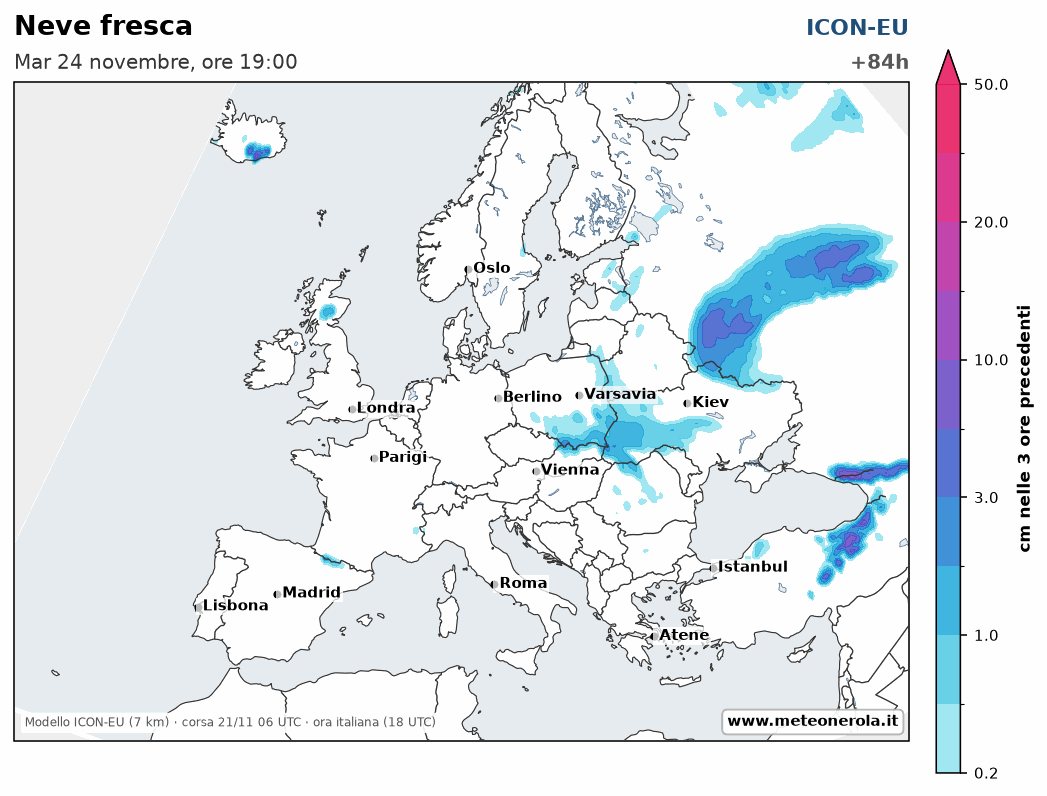 Neve fresca
ICON-EU
Mar 24 novembre, ore 19:00
+84h
50.0
20.0
10.0
3.0
1.0
0.2
cm nelle 3 ore precedenti
Oslo
Berlino
Varsavia
Kiev
Londra
Parigi
Vienna
Istanbul
Roma
Madrid
Lisbona
Atene
Modello ICON-EU (7 km) · corsa 21/11 06 UTC · ora italiana (18 UTC)
www.meteonerola.it